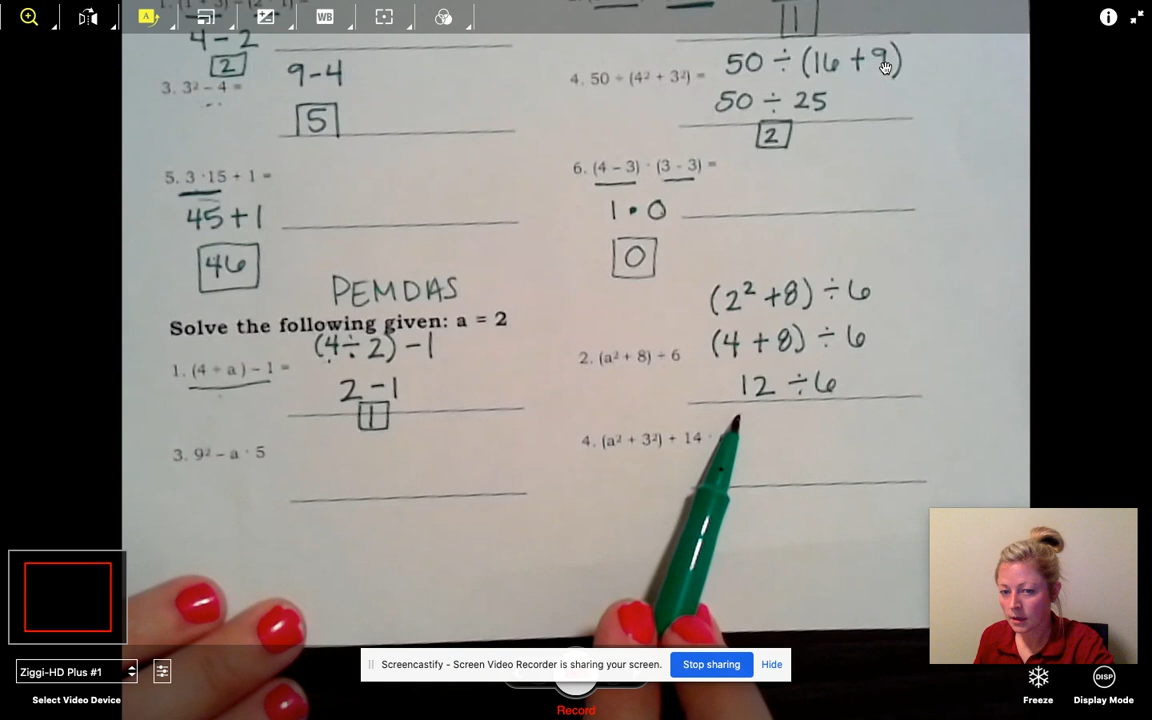 WB
DISP
4 - 2
2
1
3. 3² - 4 =
9 - 4
5
4. 50 ÷ (4² + 3²) =
50 ÷ (16 + 9)
50 ÷ 25
2
5. 3 · 15 + 1 =
45 + 1
46
6. (4 - 3) · (3 - 3) =
1 • 0
0
PEMDAS
Solve the following given: a = 2
1. (4 ÷ a) - 1 =
(4 ÷ 2) - 1
2 - 1
1
2. (a² + 8) ÷ 6
(2² + 8) ÷ 6
(4 + 8) ÷ 6
12 ÷ 6
3. 9² - a · 5
4. (a² + 3²) + 14 ·
Ziggi-HD Plus #1
Select Video Device
Screencastify - Screen Video Recorder is sharing your screen.
Stop sharing
Hide
Record
Freeze
Display Mode